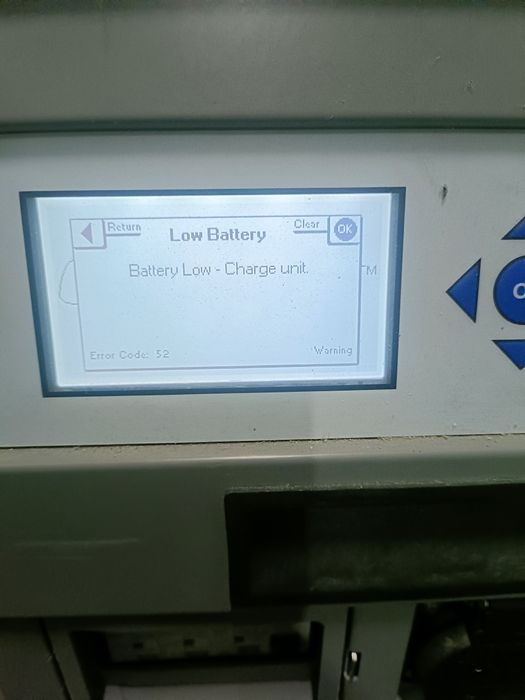 Return
Low Battery
Clear
OK
Battery Low - Charge unit.
TM
Error Code: 52
Warning